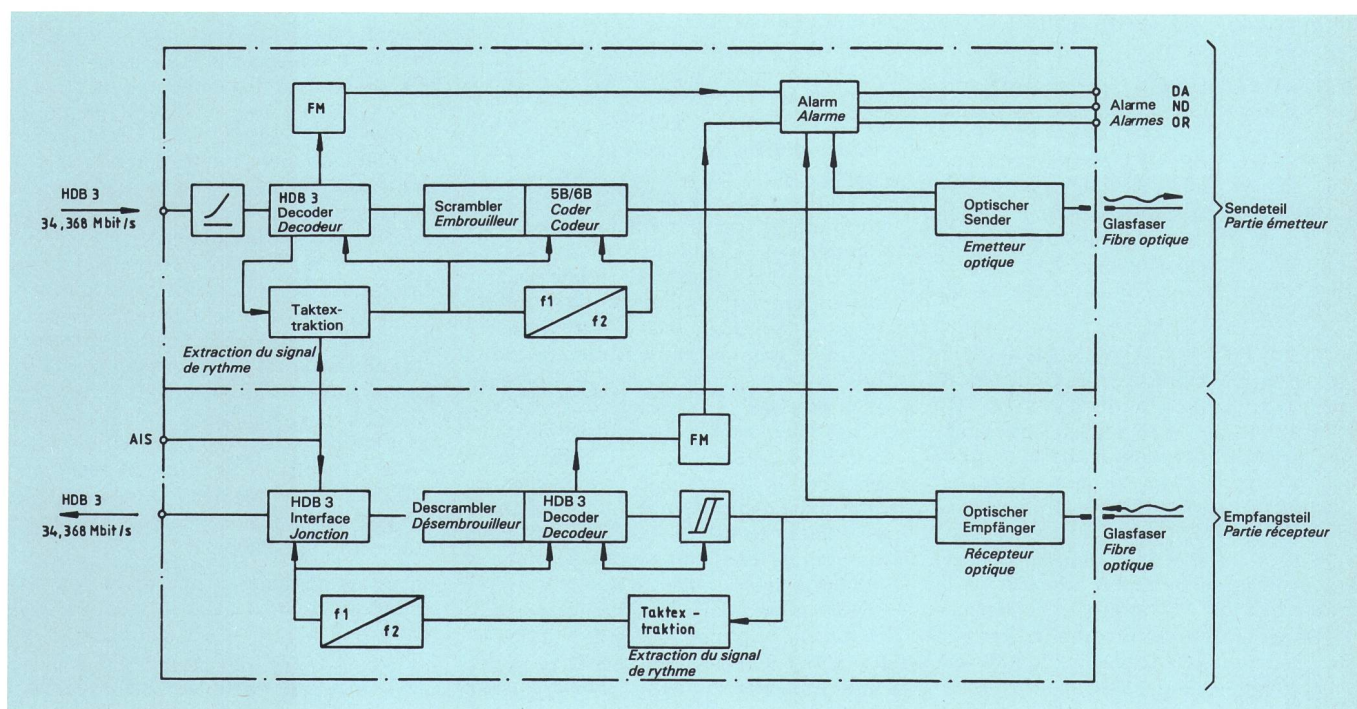 FM
Alarm
Alarme
Alarme
Alarmes
DA
ND
OR
HDB 3
34,368 Mbit/s
HDB 3
Decoder
Decodeur
Scrambler
Embrouilleur
5B/6B
Coder
Codeur
Optischer
Sender
Emetteur
optique
Glasfaser
Fibre optique
Sendeteil
Partie émetteur
Taktex-
traktion
f1
f2
Extraction du signal
de rythme
AIS
FM
HDB 3
34,368 Mbit/s
HDB 3
Interface
Jonction
Descrambler
Désembrouilleur
HDB 3
Decoder
Decodeur
Optischer
Empfänger
Récepteur
optique
Glasfaser
Fibre
optique
Empfangsteil
Partie récepteur
f1
f2
Taktex -
traktion
Extraction du signal
de rythme